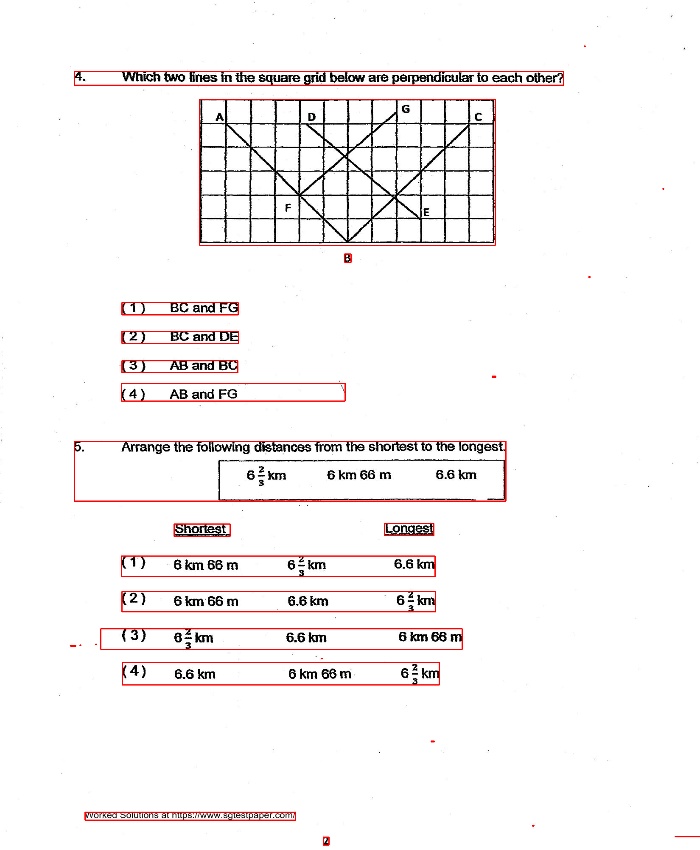 4. Which two lines in the square grid below are perpendicular to each other?
A D G C
F E
B
(1) BC and FG
(2) BC and DE
(3) AB and BC
(4) AB and FG
5. Arrange the following distances from the shortest to the longest.
6 2/3 km 6 km 66 m 6.6 km
Shortest Longest
(1) 6 km 66 m 6 2/3 km 6.6 km
(2) 6 km 66 m 6.6 km 6 2/3 km
(3) 6 2/3 km 6.6 km 6 km 66 m
(4) 6.6 km 6 km 66 m 6 2/3 km
Worked Solutions at https://www.sgtestpaper.com/
2